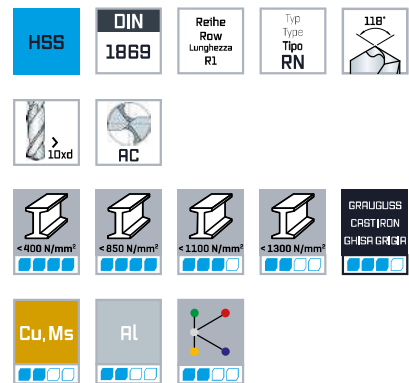 HSS
DIN
1869
Reihe
Row
Lunghezza
R1
Typ
Type
Tipo
RN
118°
>
10xd
AC
<400 N/mm²
<850 N/mm²
<1100 N/mm²
<1300 N/mm²
GRAUGUSS
CAST IRON
GHISA GRIGIA
Cu, Ms
Al